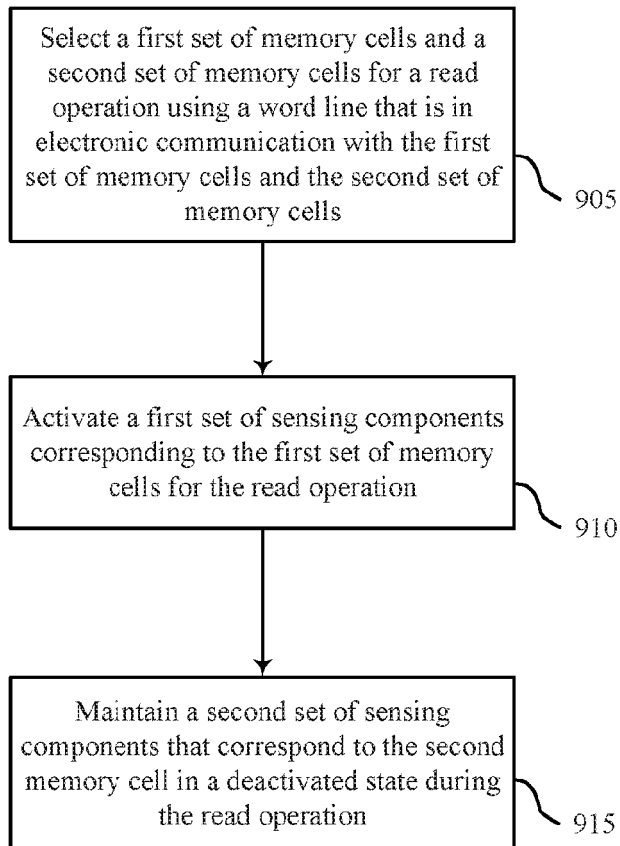 Select a first set of memory cells and a
second set of memory cells for a read
operation using a word line that is in
electronic communication with the first
set of memory cells and the second set of
memory cells
905
Activate a first set of sensing components
corresponding to the first set of memory
cells for the read operation
910
Maintain a second set of sensing
components that correspond to the second
memory cell in a deactivated state during
the read operation
915